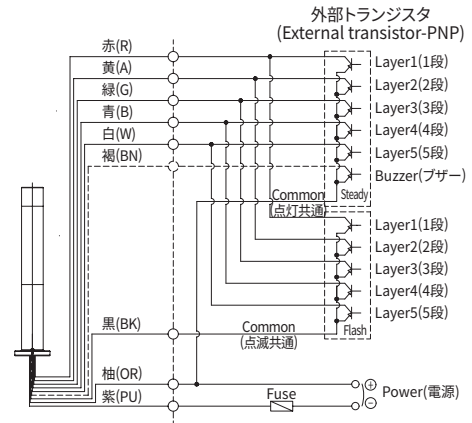 外部トランジスタ
(External transistor-PNP)
赤(R)
黄(A)
緑(G)
青(B)
白(W)
褐(BN)
Layer1(1段)
Layer2(2段)
Layer3(3段)
Layer4(4段)
Layer5(5段)
Buzzer(ブザー)
Common
(点灯共通)
Steady
Layer1(1段)
Layer2(2段)
Layer3(3段)
Layer4(4段)
Layer5(5段)
Flash
黒(BK)
Common
(点滅共通)
柚(OR)
紫(PU)
Fuse
Power(電源)